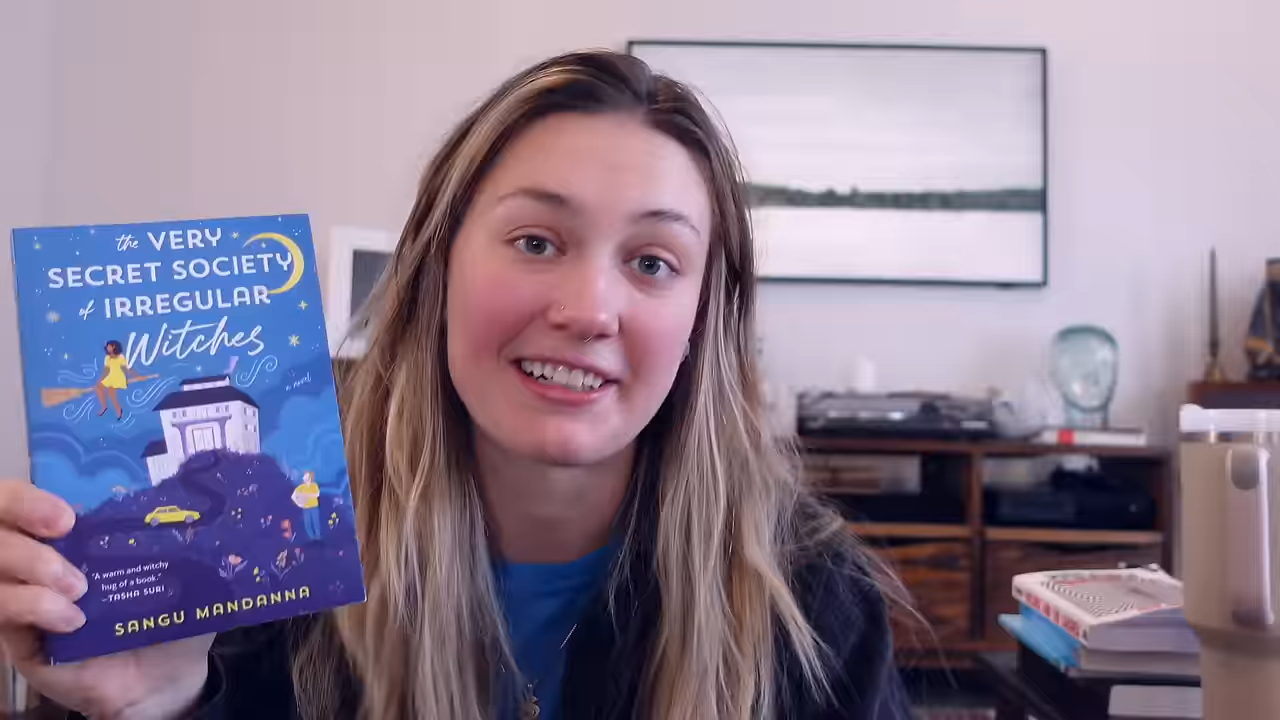 the VERY
SECRET SOCIETY
of IRREGULAR
Witches
a novel
"A warm and witchy
hug of a book."
—TASHA SURI
SANGU MANDANNA